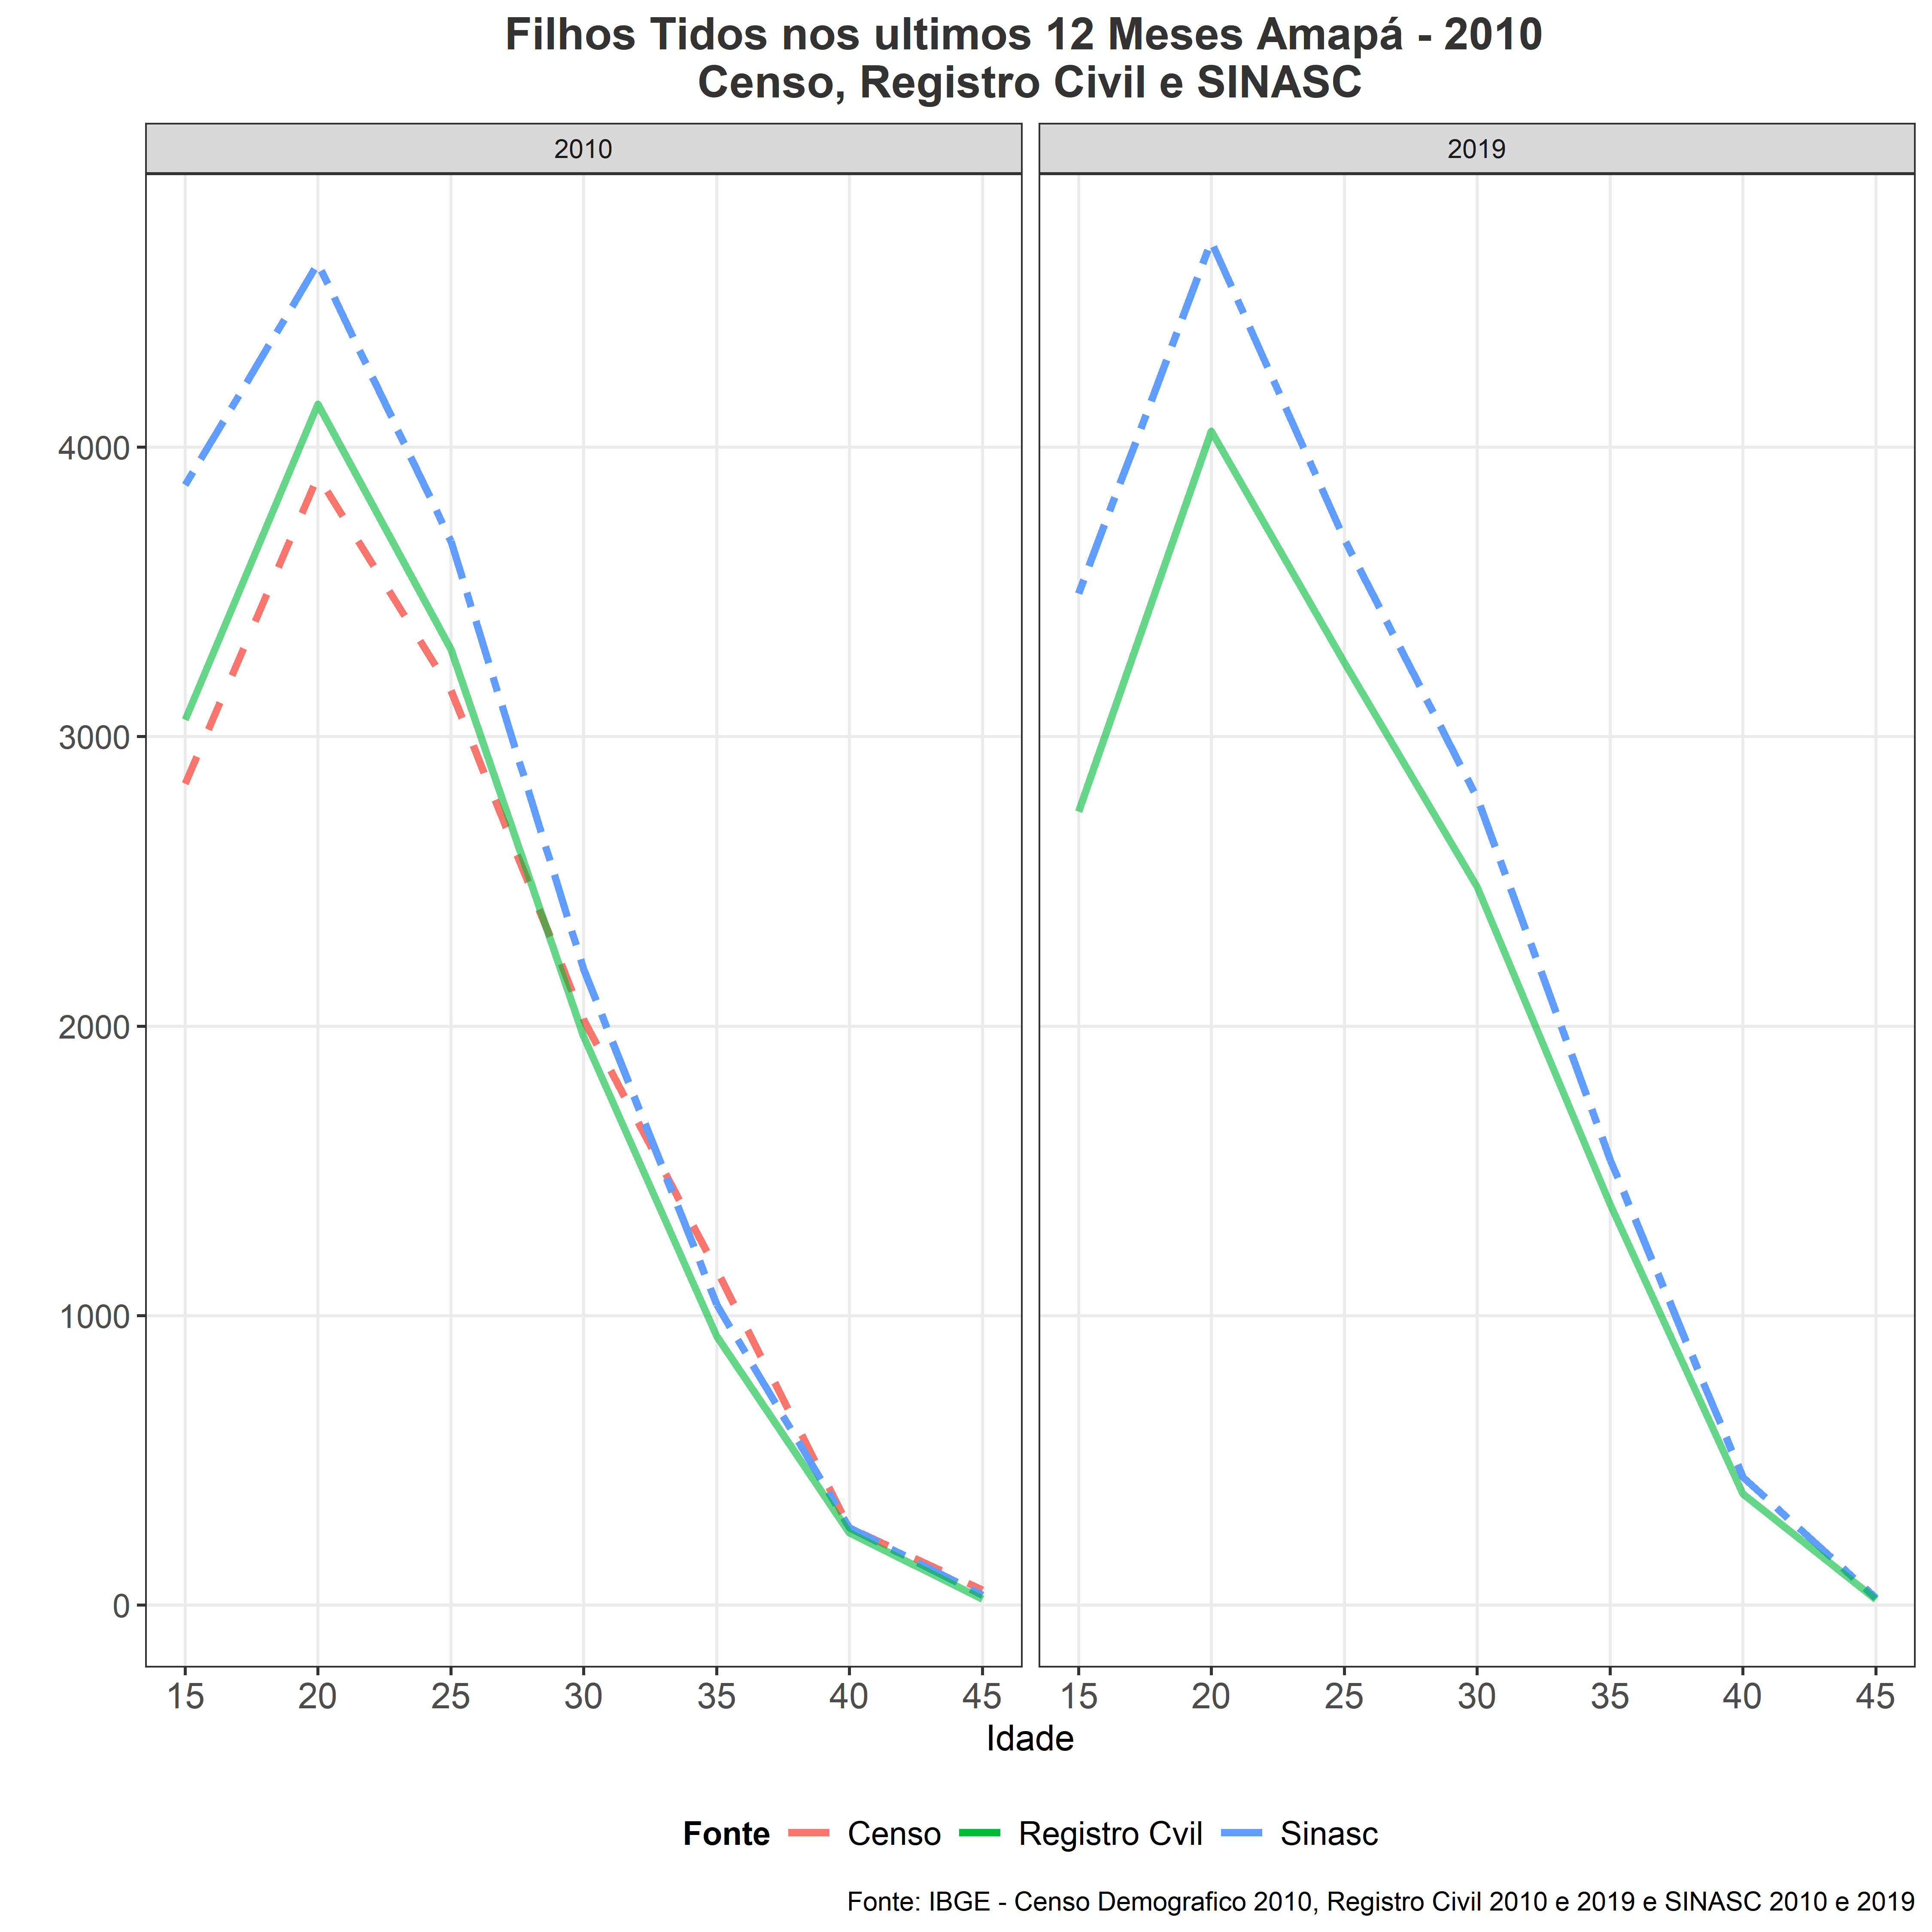 Filhos Tidos nos ultimos 12 Meses Amapá - 2010
Censo, Registro Civil e SINASC
2010
2019
4000
3000
2000
1000
0
15 20 25 30 35 40 45
15 20 25 30 35 40 45
Idade
Fonte Censo Registro Cvil Sinasc
Fonte: IBGE - Censo Demografico 2010, Registro Civil 2010 e 2019 e SINASC 2010 e 2019